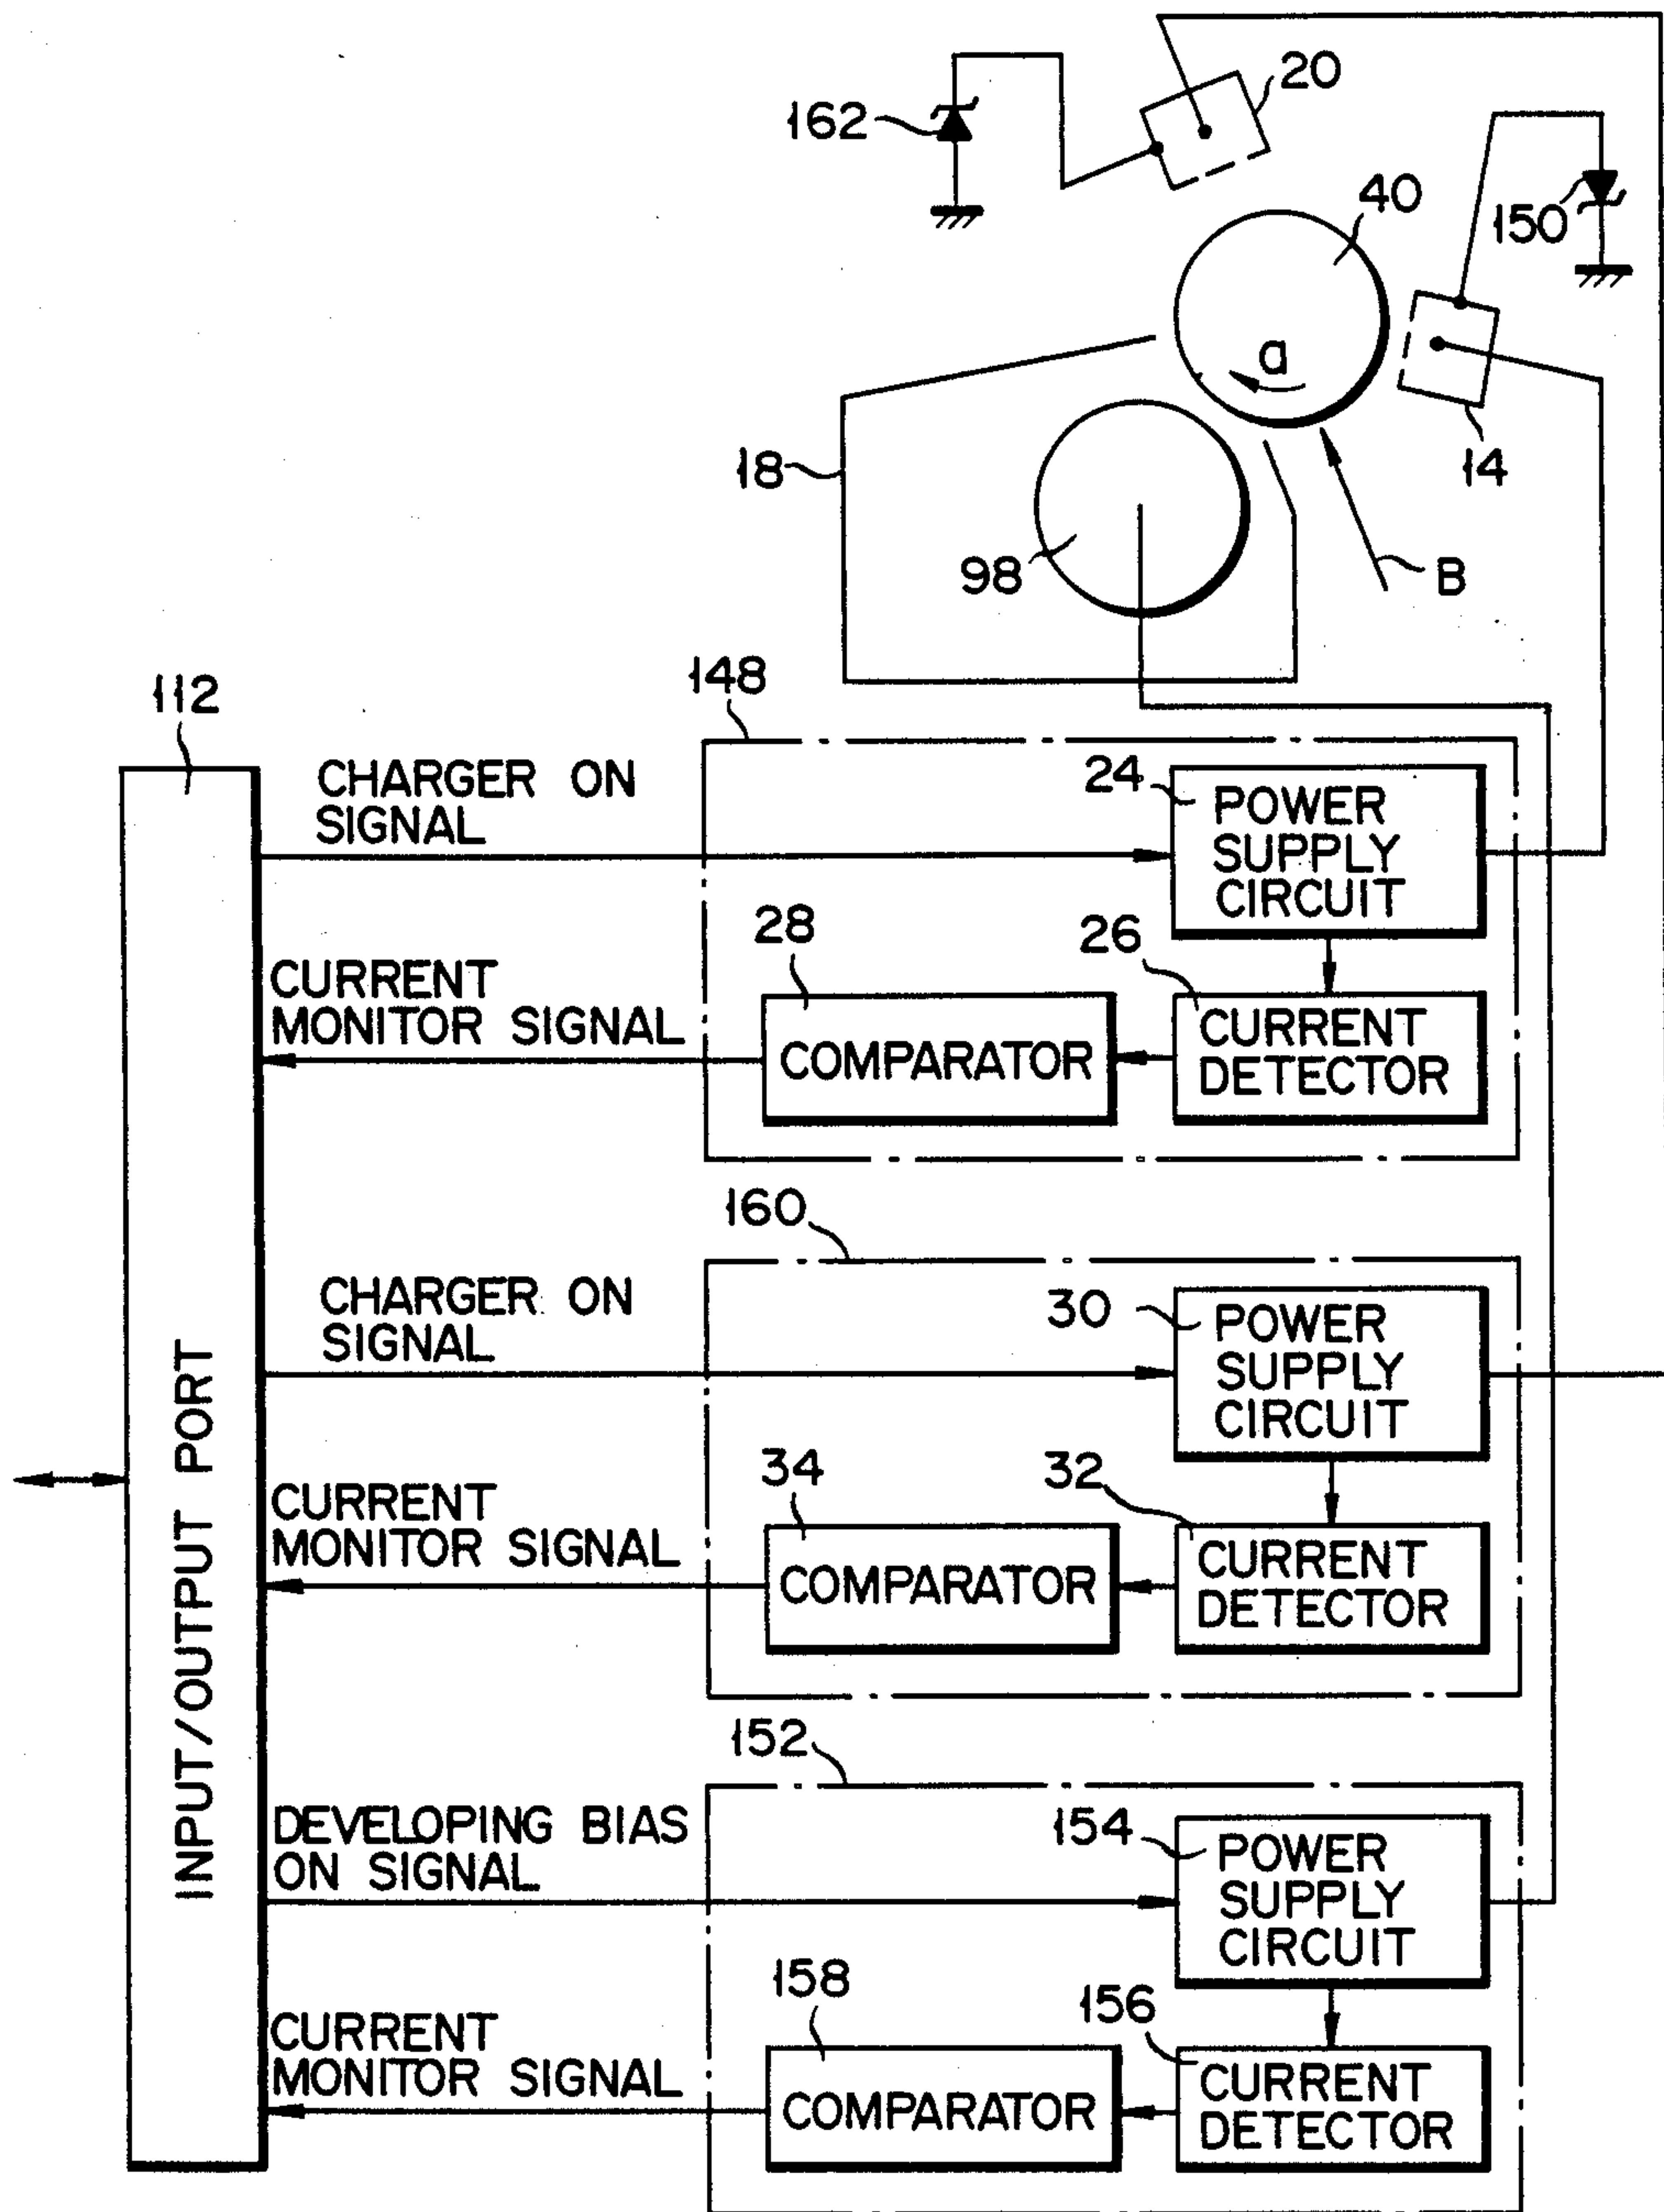 20
162
40
150
a
18
14
98
B
148
112
CHARGER ON
SIGNAL
24
POWER
SUPPLY
CIRCUIT
28
26
CURRENT
MONITOR SIGNAL
COMPARATOR
CURRENT
DETECTOR
160
CHARGER ON
SIGNAL
30
POWER
SUPPLY
CIRCUIT
INPUT/OUTPUT PORT
34
32
CURRENT
MONITOR SIGNAL
COMPARATOR
CURRENT
DETECTOR
152
DEVELOPING BIAS
ON SIGNAL
154
POWER
SUPPLY
CIRCUIT
158
156
CURRENT
MONITOR SIGNAL
COMPARATOR
CURRENT
DETECTOR